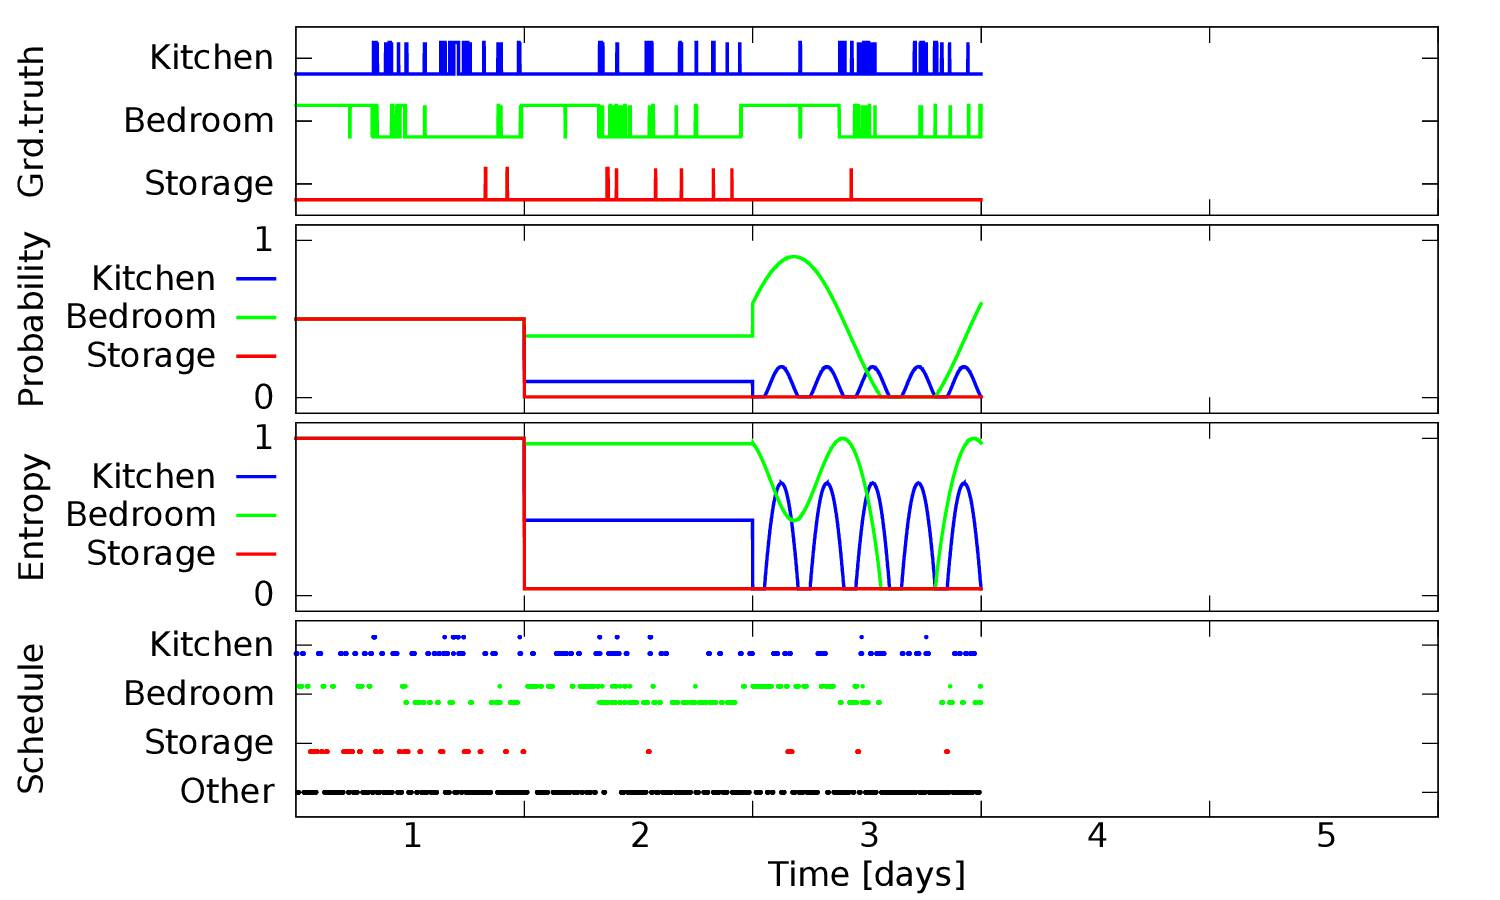 Grd.truth
Kitchen
Bedroom
Storage
Probability
1
Kitchen
Bedroom
Storage
0
Entropy
1
Kitchen
Bedroom
Storage
0
Schedule
Kitchen
Bedroom
Storage
Other
1 2 3 4 5
Time [days]